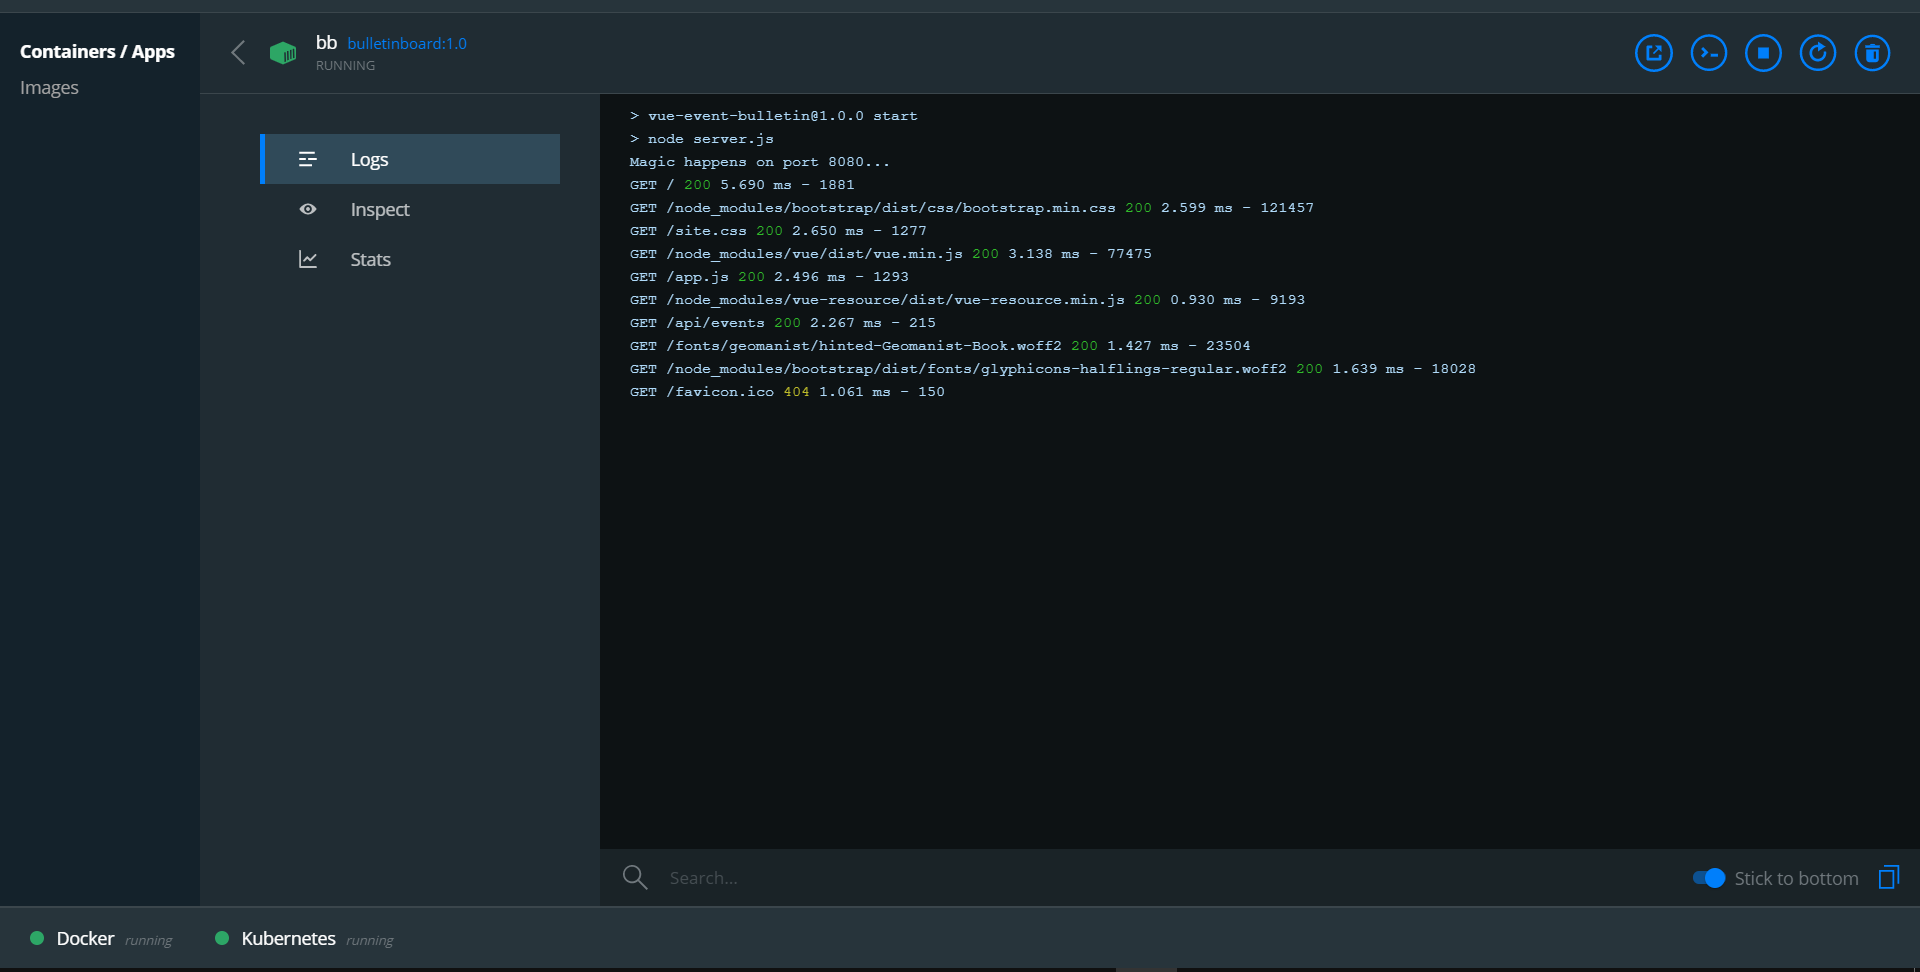 Containers / Apps
Images
bb bulletinboard:1.0
RUNNING
Logs
Inspect
Stats
> vue-event-bulletin@1.0.0 start
> node server.js
Magic happens on port 8080...
GET / 200 5.690 ms - 1881
GET /node_modules/bootstrap/dist/css/bootstrap.min.css 200 2.599 ms - 121457
GET /site.css 200 2.650 ms - 1277
GET /node_modules/vue/dist/vue.min.js 200 3.138 ms - 77475
GET /app.js 200 2.496 ms - 1293
GET /node_modules/vue-resource/dist/vue-resource.min.js 200 0.930 ms - 9193
GET /api/events 200 2.267 ms - 215
GET /fonts/geomanist/hinted-Geomanist-Book.woff2 200 1.427 ms - 23504
GET /node_modules/bootstrap/dist/fonts/glyphicons-halflings-regular.woff2 200 1.639 ms - 18028
GET /favicon.ico 404 1.061 ms - 150
Search...
Stick to bottom
Docker running
Kubernetes running